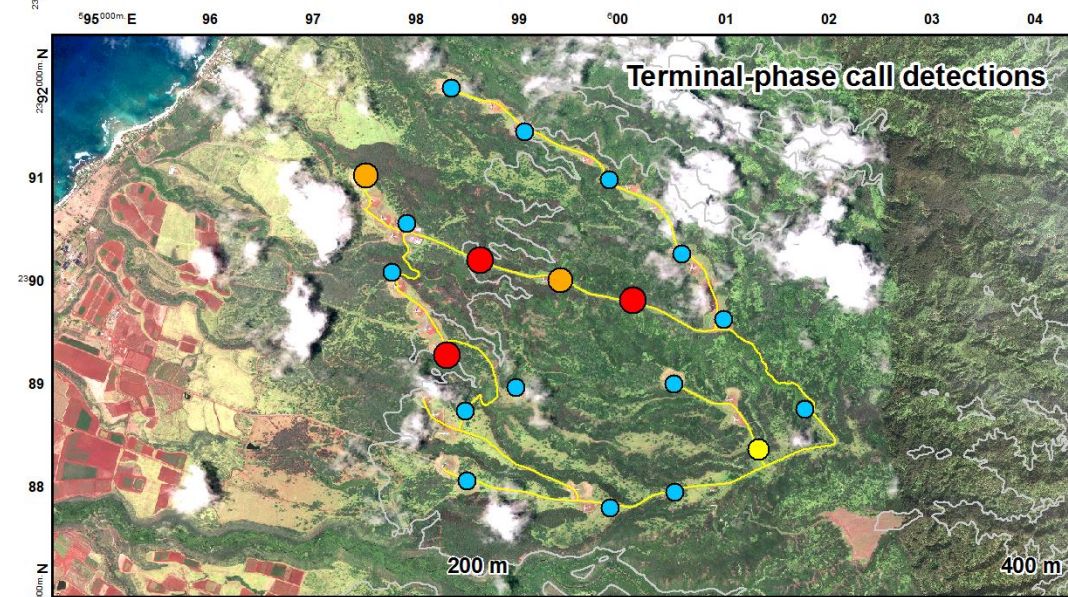 ⁵95⁰⁰⁰ᵐ·E 96 97 98 99 ⁶00 01 02 03 04
²³92⁰⁰⁰ᵐ·N
Terminal-phase call detections
91
²³90
89
88
200 m
400 m